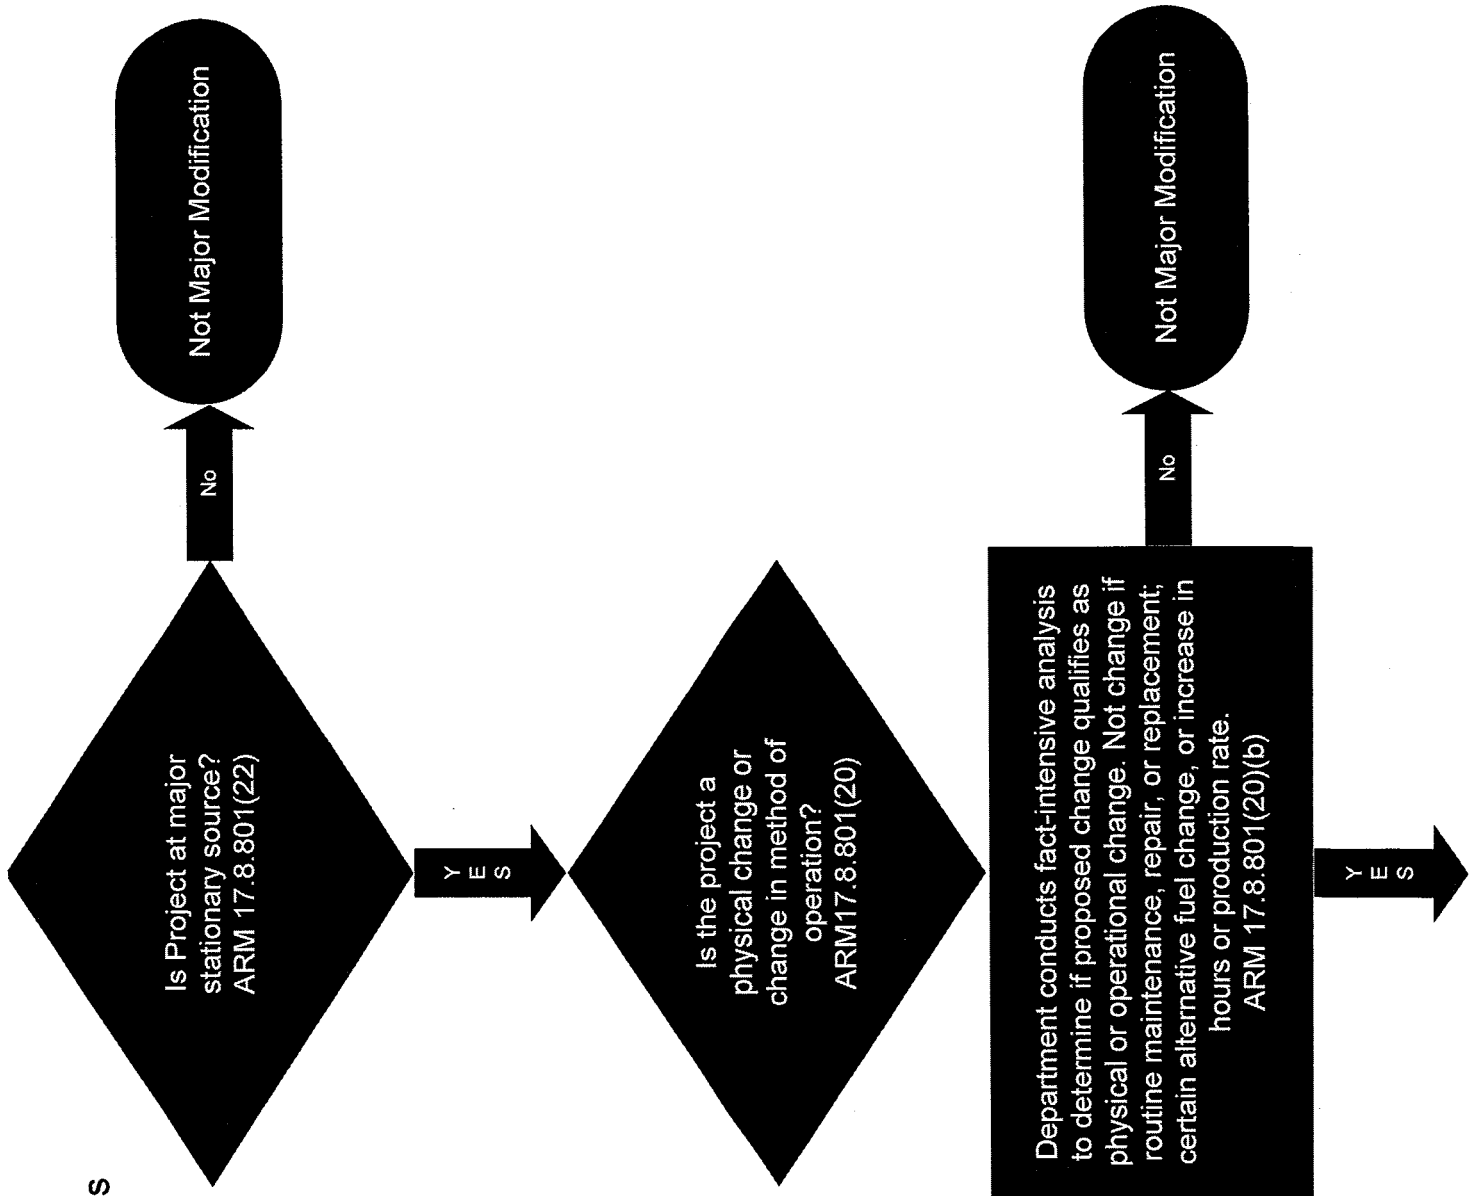 s
Is Project at major
stationary source?
ARM 17.8.801(22)
No
Not Major Modification
Y
E
S
Is the project a
physical change or
change in method of
operation?
ARM17.8.801(20)
Department conducts fact-intensive analysis
to determine if proposed change qualifies as
physical or operational change. Not change if
routine maintenance, repair, or replacement;
certain alternative fuel change, or increase in
hours or production rate.
ARM 17.8.801(20)(b)
No
Not Major Modification
Y
E
S